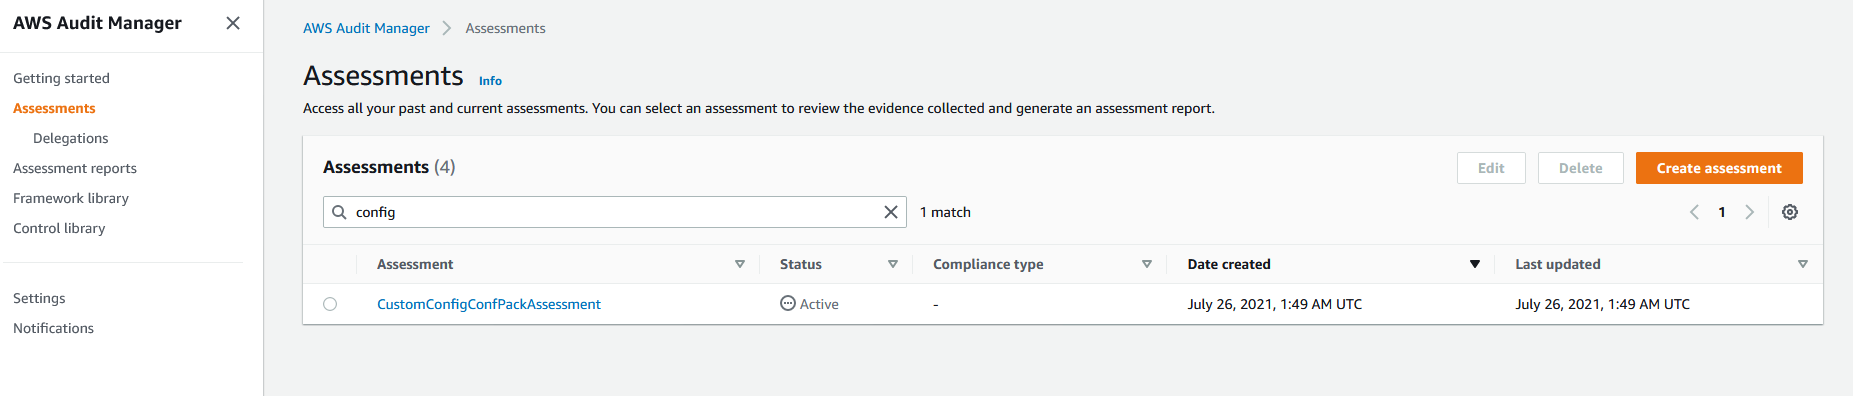 AWS Audit Manager
Getting started
Assessments
Delegations
Assessment reports
Framework library
Control library
Settings
Notifications
AWS Audit Manager > Assessments
Assessments Info
Access all your past and current assessments. You can select an assessment to review the evidence collected and generate an assessment report.
Assessments (4) Edit Delete Create assessment
config 1 match 1
Assessment Status Compliance type Date created Last updated
CustomConfigConfPackAssessment Active - July 26, 2021, 1:49 AM UTC July 26, 2021, 1:49 AM UTC